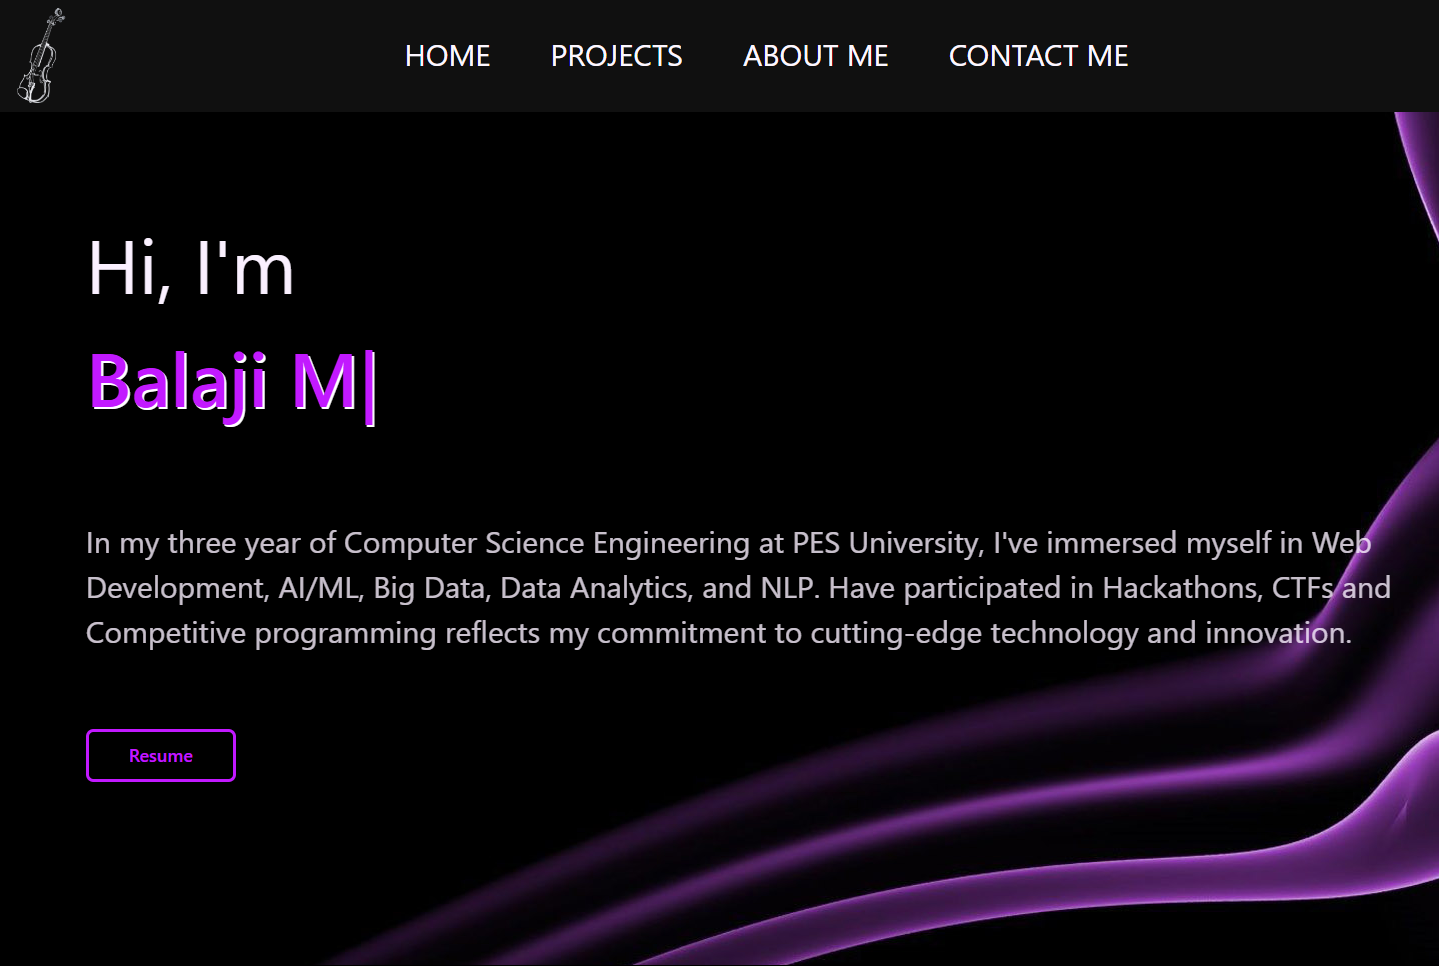 HOME PROJECTS ABOUT ME CONTACT ME
Hi, I'm
Balaji M|
In my three year of Computer Science Engineering at PES University, I've immersed myself in Web
Development, AI/ML, Big Data, Data Analytics, and NLP. Have participated in Hackathons, CTFs and
Competitive programming reflects my commitment to cutting-edge technology and innovation.
Resume